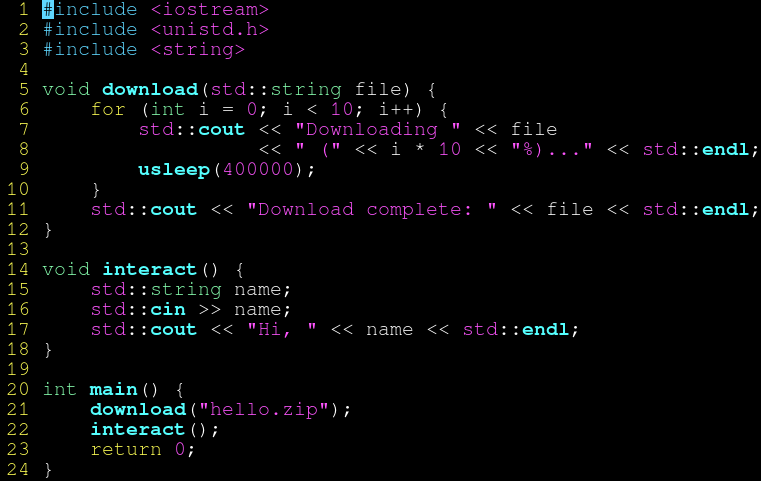 1 #include <iostream>
2 #include <unistd.h>
3 #include <string>
4
5 void download(std::string file) {
6     for (int i = 0; i < 10; i++) {
7         std::cout << "Downloading " << file
8                   << " (" << i * 10 << "%)..." << std::endl;
9         usleep(400000);
10     }
11     std::cout << "Download complete: " << file << std::endl;
12 }
13
14 void interact() {
15     std::string name;
16     std::cin >> name;
17     std::cout << "Hi, " << name << std::endl;
18 }
19
20 int main() {
21     download("hello.zip");
22     interact();
23     return 0;
24 }